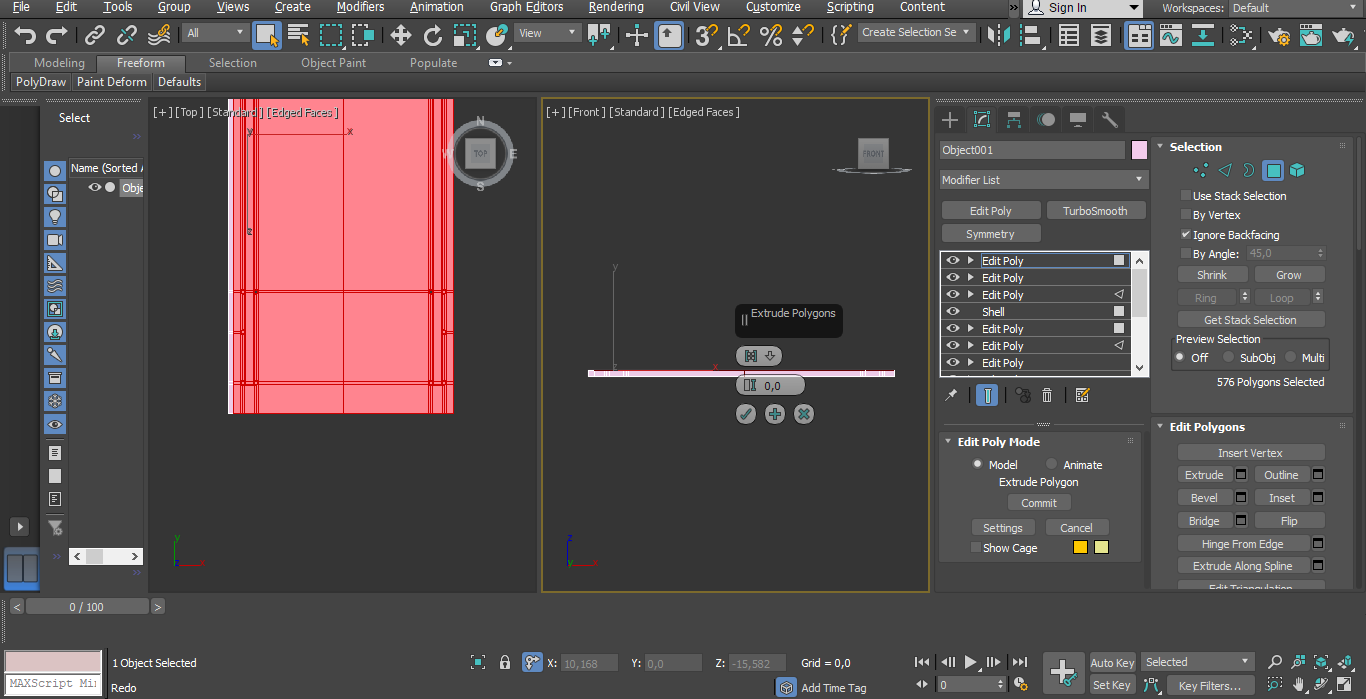 File Edit Tools Group Views Create Modifiers Animation Graph Editors Rendering Civil View Customize Scripting Content » Sign In Workspaces: Default
All View Create Selection Se
Modeling Freeform Selection Object Paint Populate
PolyDraw Paint Deform Defaults
Select
Name (Sorted A
Obje
[+] [Top] [Standard] [Edged Faces]
y x
z
N
W TOP E
S
y
x
[+] [Front] [Standard] [Edged Faces]
FRONT
y
z x
Extrude Polygons
0,0
z
y x
Object001
Modifier List
Edit Poly TurboSmooth
Symmetry
Edit Poly
Edit Poly
Edit Poly
Shell
Edit Poly
Edit Poly
Edit Poly
Edit Poly Mode
Model Animate
Extrude Polygon
Commit
Settings Cancel
Show Cage
Selection
Use Stack Selection
By Vertex
Ignore Backfacing
By Angle: 45,0
Shrink Grow
Ring Loop
Get Stack Selection
Preview Selection
Off SubObj Multi
576 Polygons Selected
Edit Polygons
Insert Vertex
Extrude Outline
Bevel Inset
Bridge Flip
Hinge From Edge
Extrude Along Spline
Edit Triangulation
< 0 / 100 >
1 Object Selected X: 10,168 Y: 0,0 Z: -15,582 Grid = 0,0 Auto Key Selected
MAXScript Mi
Redo Add Time Tag 0 Set Key Key Filters...